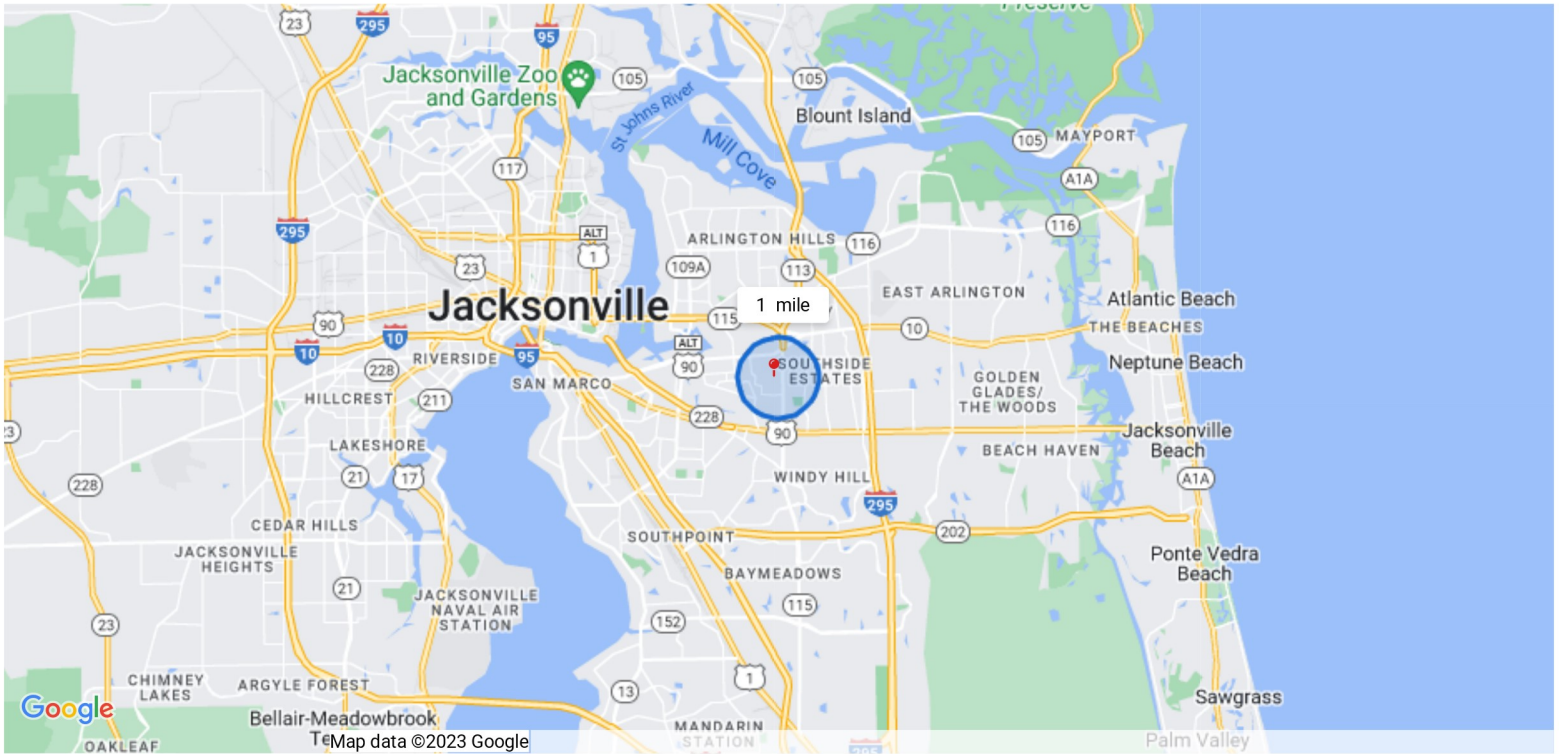 Preserve
23
295
95
Jacksonville Zoo
and Gardens
105
105
St Johns River
Blount Island
Mill Cove
105
MAYPORT
117
A1A
295
116
ALT
1
ARLINGTON HILLS
116
23
109A
113
EAST ARLINGTON
Atlantic Beach
Jacksonville
1 mile
90
115
10
THE BEACHES
10
10
ALT
90
RIVERSIDE
95
Neptune Beach
228
SAN MARCO
SOUTHSIDE
ESTATES
GOLDEN
GLADES/
THE WOODS
HILLCREST
211
228
90
23
Jacksonville
Beach
LAKESHORE
BEACH HAVEN
21
17
WINDY HILL
A1A
228
295
CEDAR HILLS
202
SOUTHPOINT
JACKSONVILLE
HEIGHTS
Ponte Vedra
Beach
BAYMEADOWS
21
JACKSONVILLE
NAVAL AIR
STATION
115
23
152
CHIMNEY
LAKES
ARGYLE FOREST
1
13
Sawgrass
Google
Bellair-Meadowbrook
Te
MANDARIN
STATION
Map data ©2023 Google
Palm Valley
OAKLEAF
295